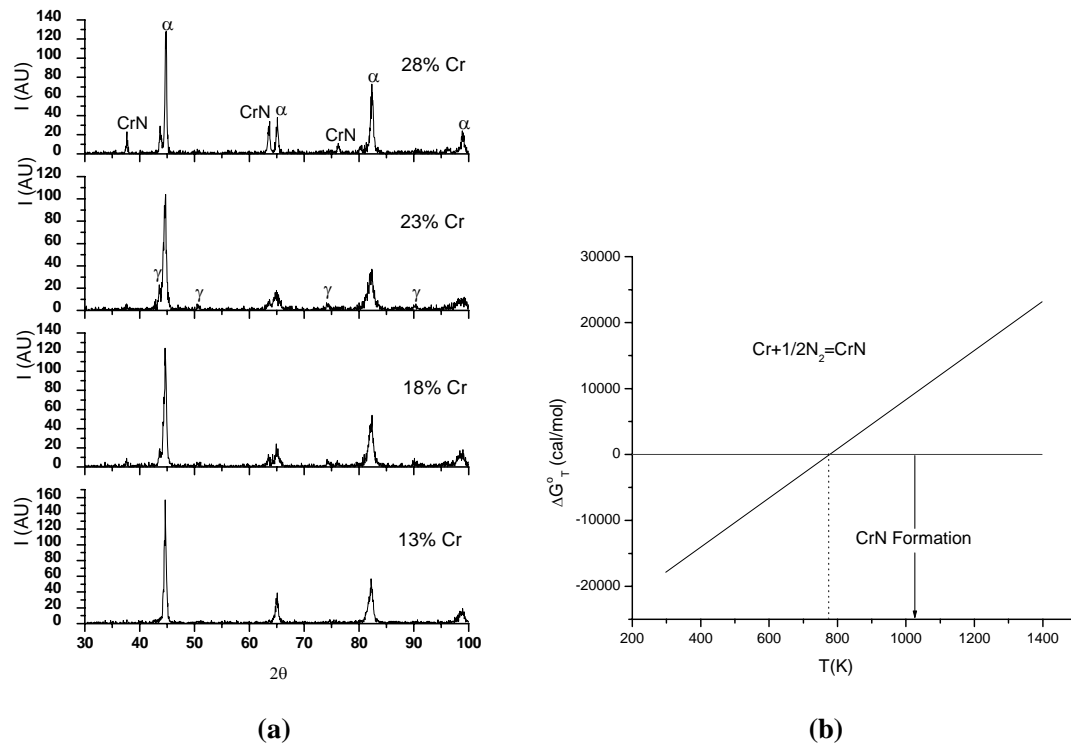 140
120
100
80
60
40
20
0
I (AU)
α
28% Cr
CrN
CrN
α
CrN
α
α
120
100
80
60
40
20
0
I (AU)
23% Cr
γ
γ
γ
γ
140
120
100
80
60
40
20
0
I (AU)
18% Cr
160
140
120
100
80
60
40
20
0
I (AU)
13% Cr
30 40 50 60 70 80 90 100
2θ
(a)
30000
20000
10000
0
-10000
-20000
ΔG°T (cal/mol)
Cr+1/2N2=CrN
CrN Formation
200 400 600 800 1000 1200 1400
T(K)
(b)